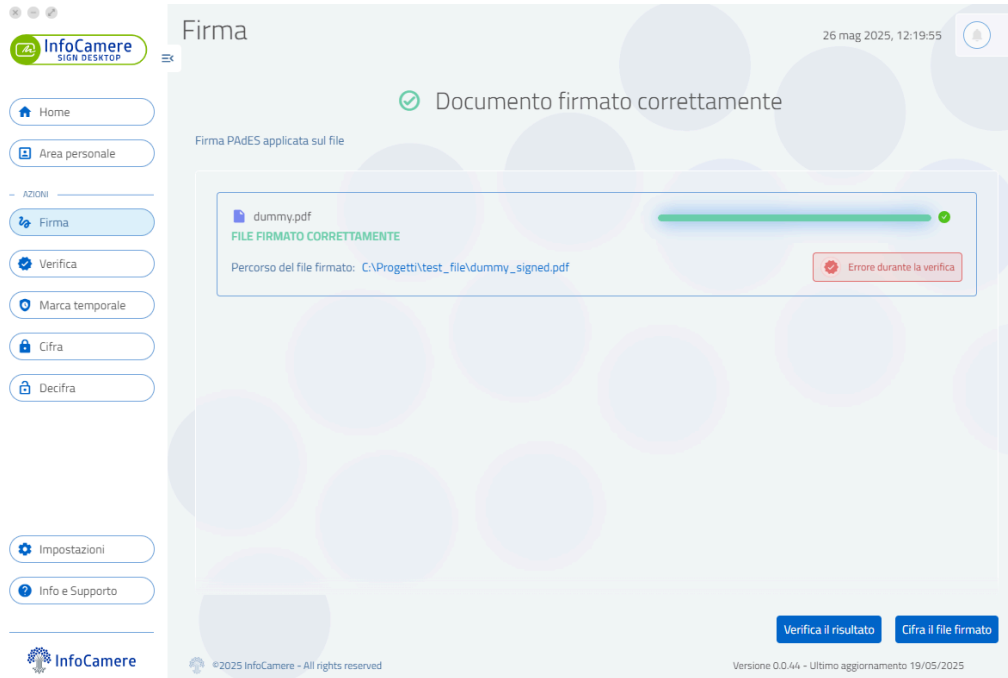 InfoCamere
SIGN DESKTOP
Firma
26 mag 2025, 12:19:55
Home
Area personale
AZIONI
Firma
Verifica
Marca temporale
Cifra
Decifra
Impostazioni
Info e Supporto
InfoCamere
Documento firmato correttamente
Firma PAdES applicata sul file
dummy.pdf
FILE FIRMATO CORRETTAMENTE
Percorso del file firmato: C:\Progetti\test_file\dummy_signed.pdf
Errore durante la verifica
Verifica il risultato
Cifra il file firmato
©2025 InfoCamere - All rights reserved
Versione 0.0.44 - Ultimo aggiornamento 19/05/2025